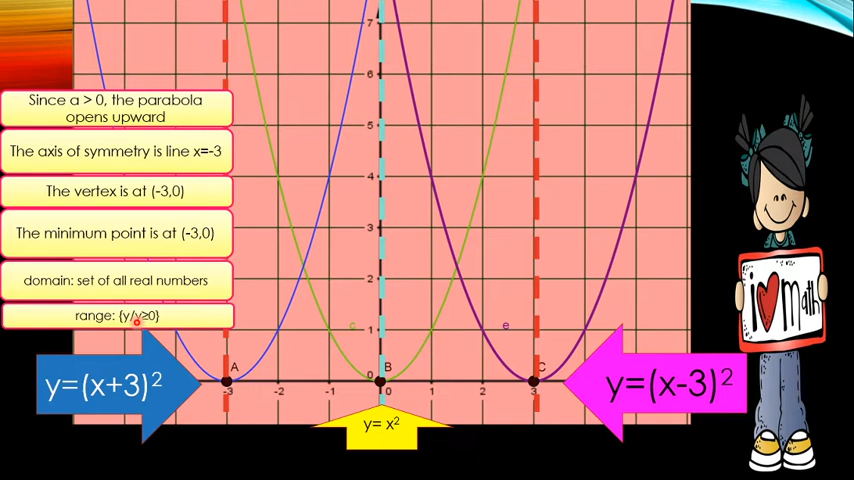 Since a > 0, the parabola
opens upward
The axis of symmetry is line x=-3
The vertex is at (-3,0)
The minimum point is at (-3,0)
domain: set of all real numbers
range: {y/y≥0}
7
6
5
4
3
2
1
0
c
e
A
B
C
-3
-2
-1
0
1
2
3
y=(x+3)²
y= x²
y=(x-3)²
i ♥ math